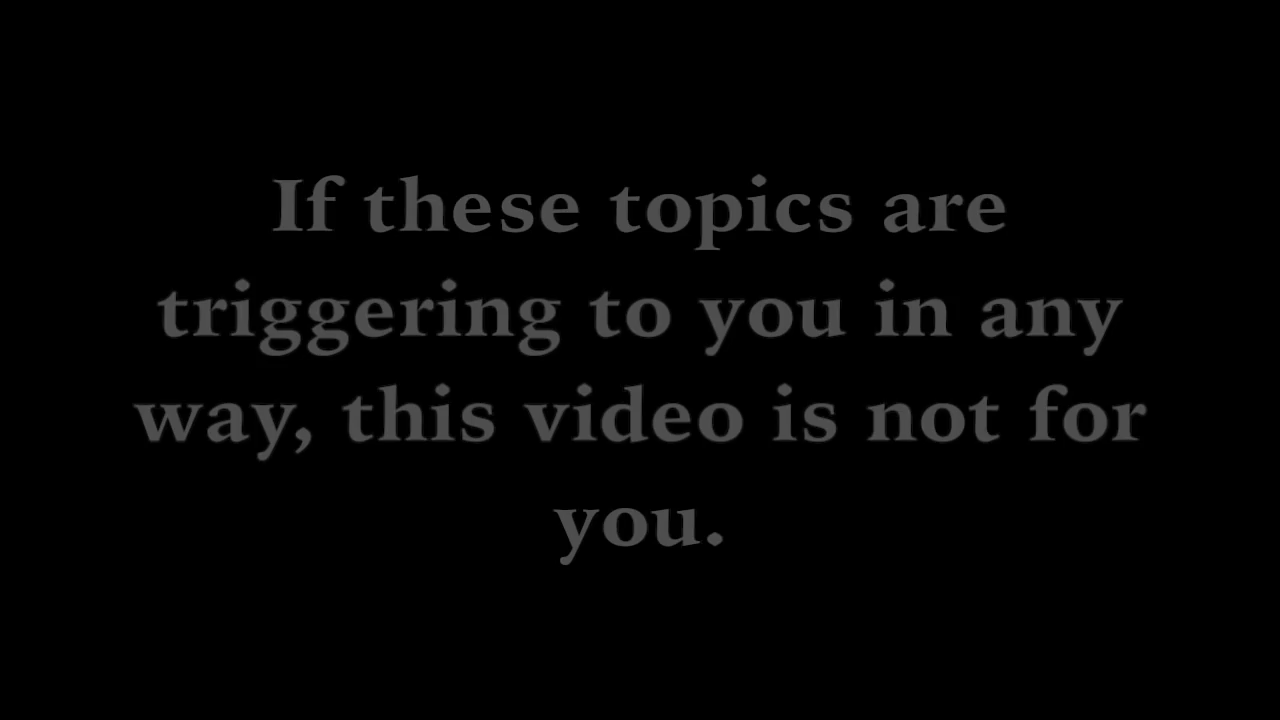 If these topics are
triggering to you in any
way, this video is not for
you.